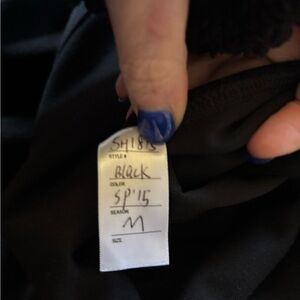 SH1815
STYLE #
BLACK
COLOR
SP'15
SEASON
M
SIZE